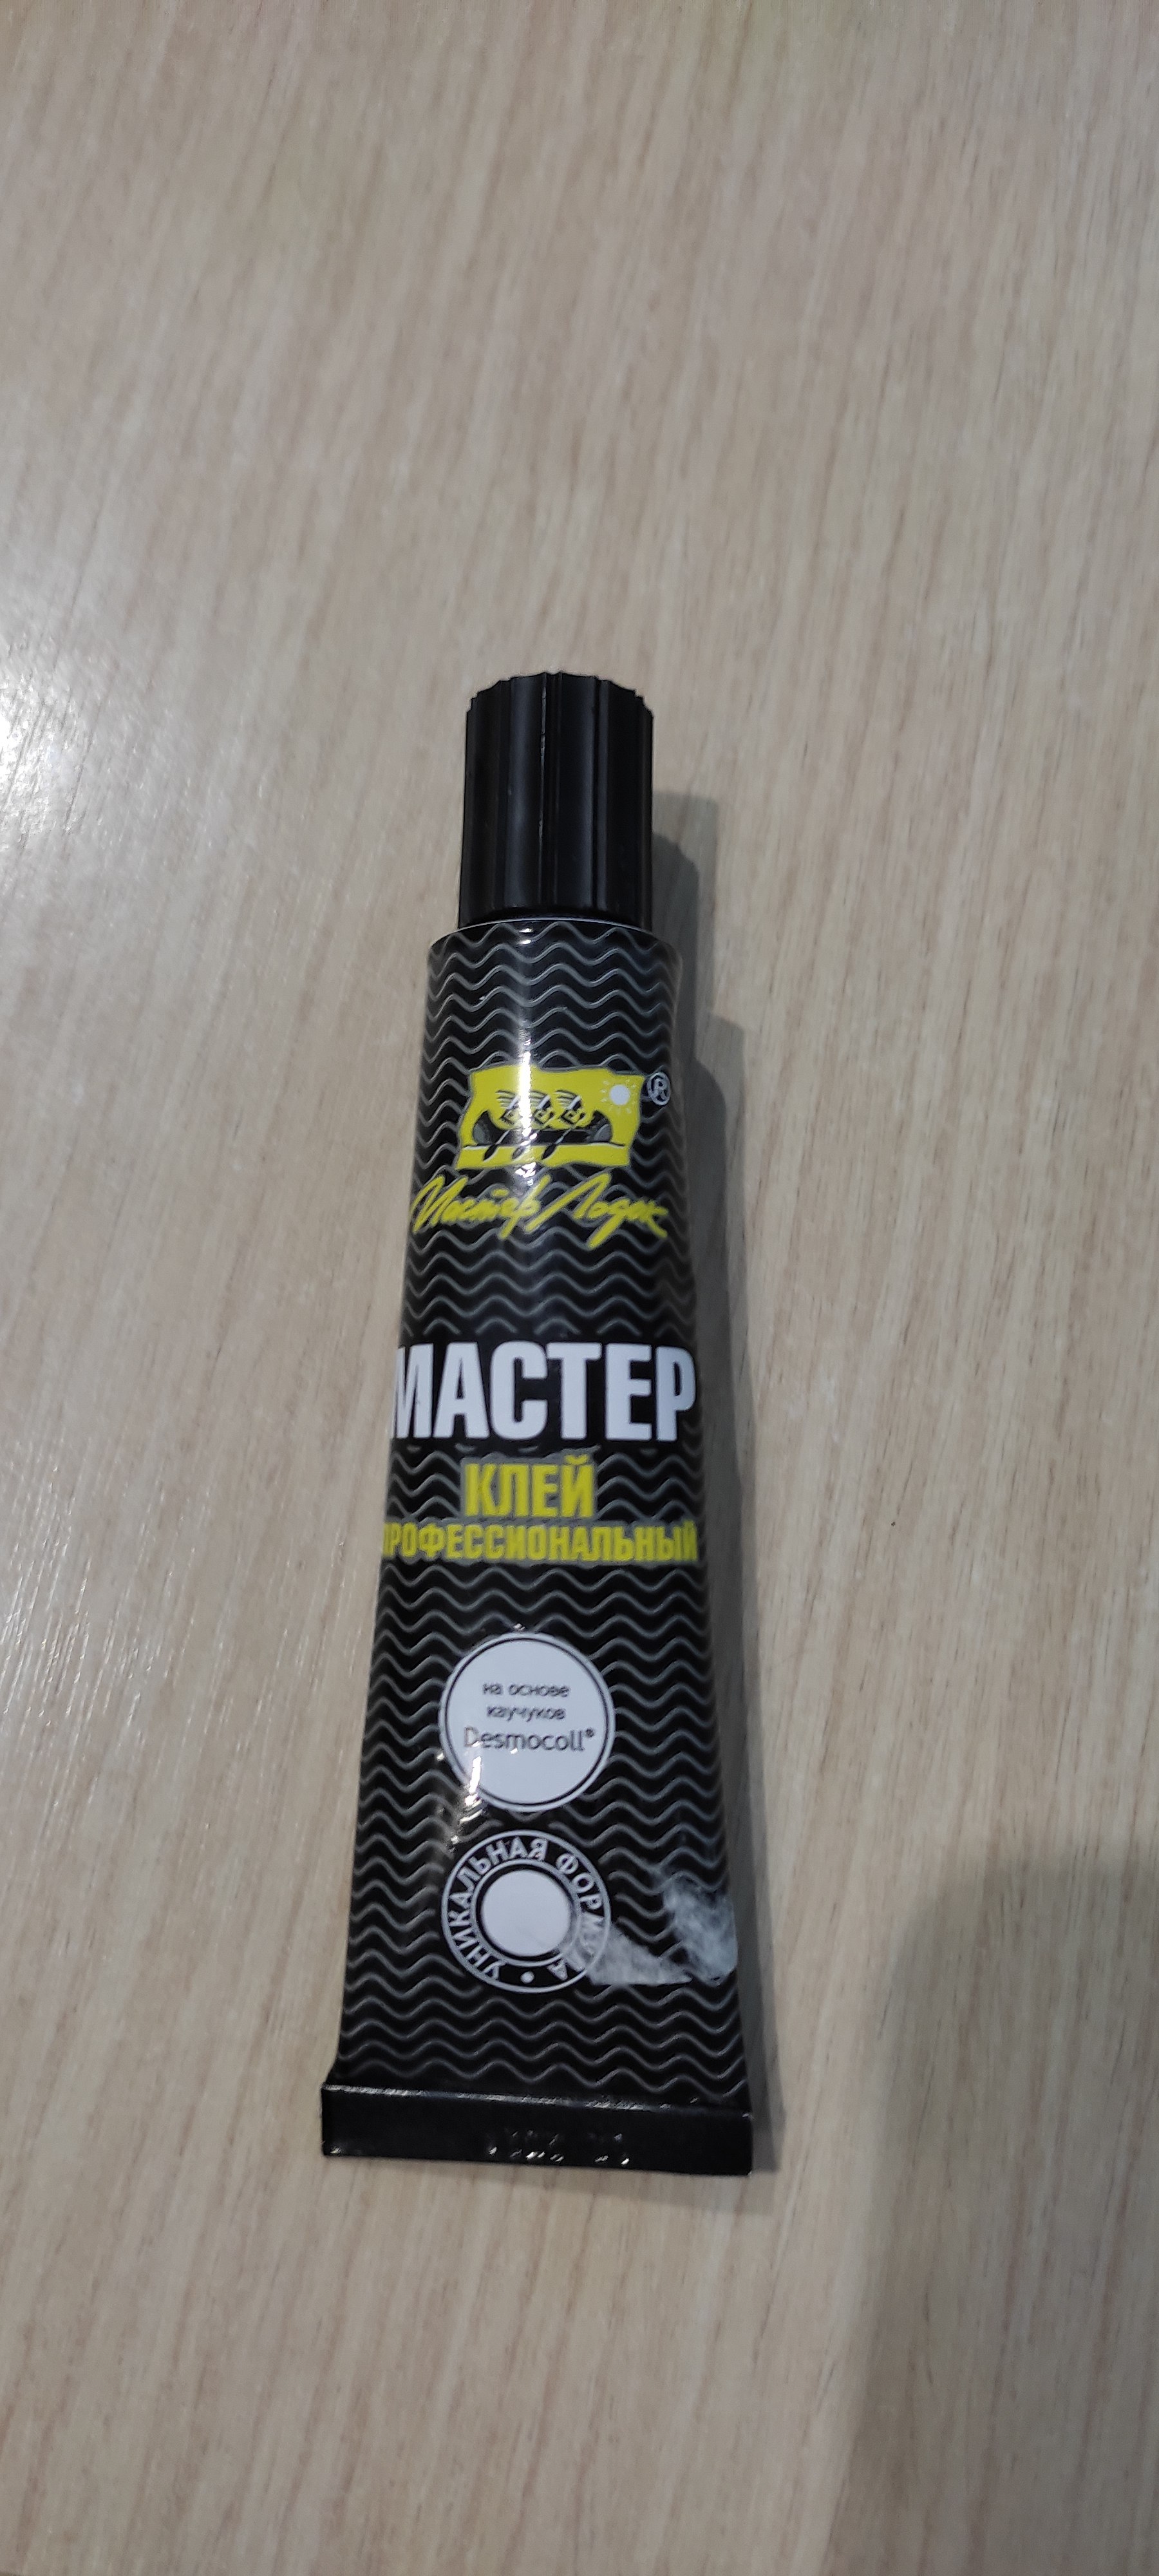 ®
Мастер Лодок
МАСТЕР
КЛЕЙ
ПРОФЕССИОНАЛЬНЫЙ
на основе
каучуков
Desmocoll®
УНИКАЛЬНАЯ ФОРМУЛА •